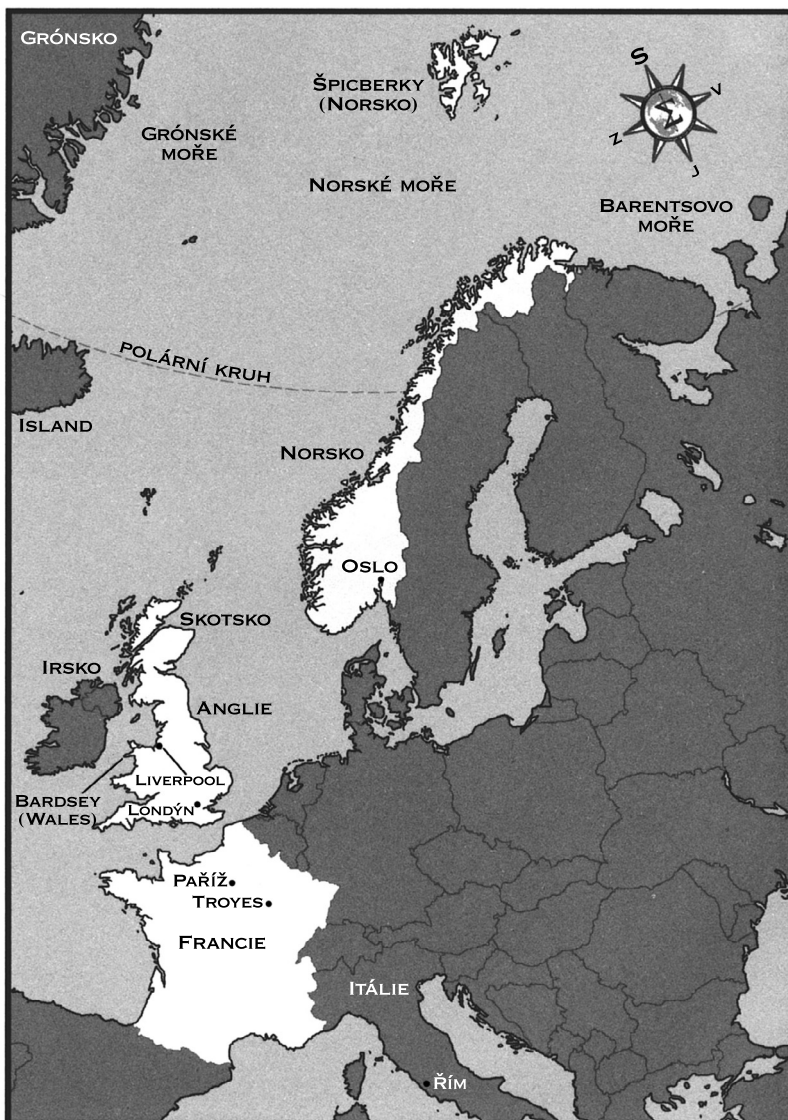 GRÓNSKO
ŠPICBERKY
(NORSKO)
S
V
Z
J
GRÓNSKÉ
MOŘE
NORSKÉ MOŘE
BARENTSOVO
MOŘE
POLÁRNÍ KRUH
ISLAND
NORSKO
OSLO
SKOTSKO
IRSKO
ANGLIE
LIVERPOOL
BARDSEY
(WALES)
LONDÝN
PAŘÍŽ
TROYES
FRANCIE
ITÁLIE
ŘÍM